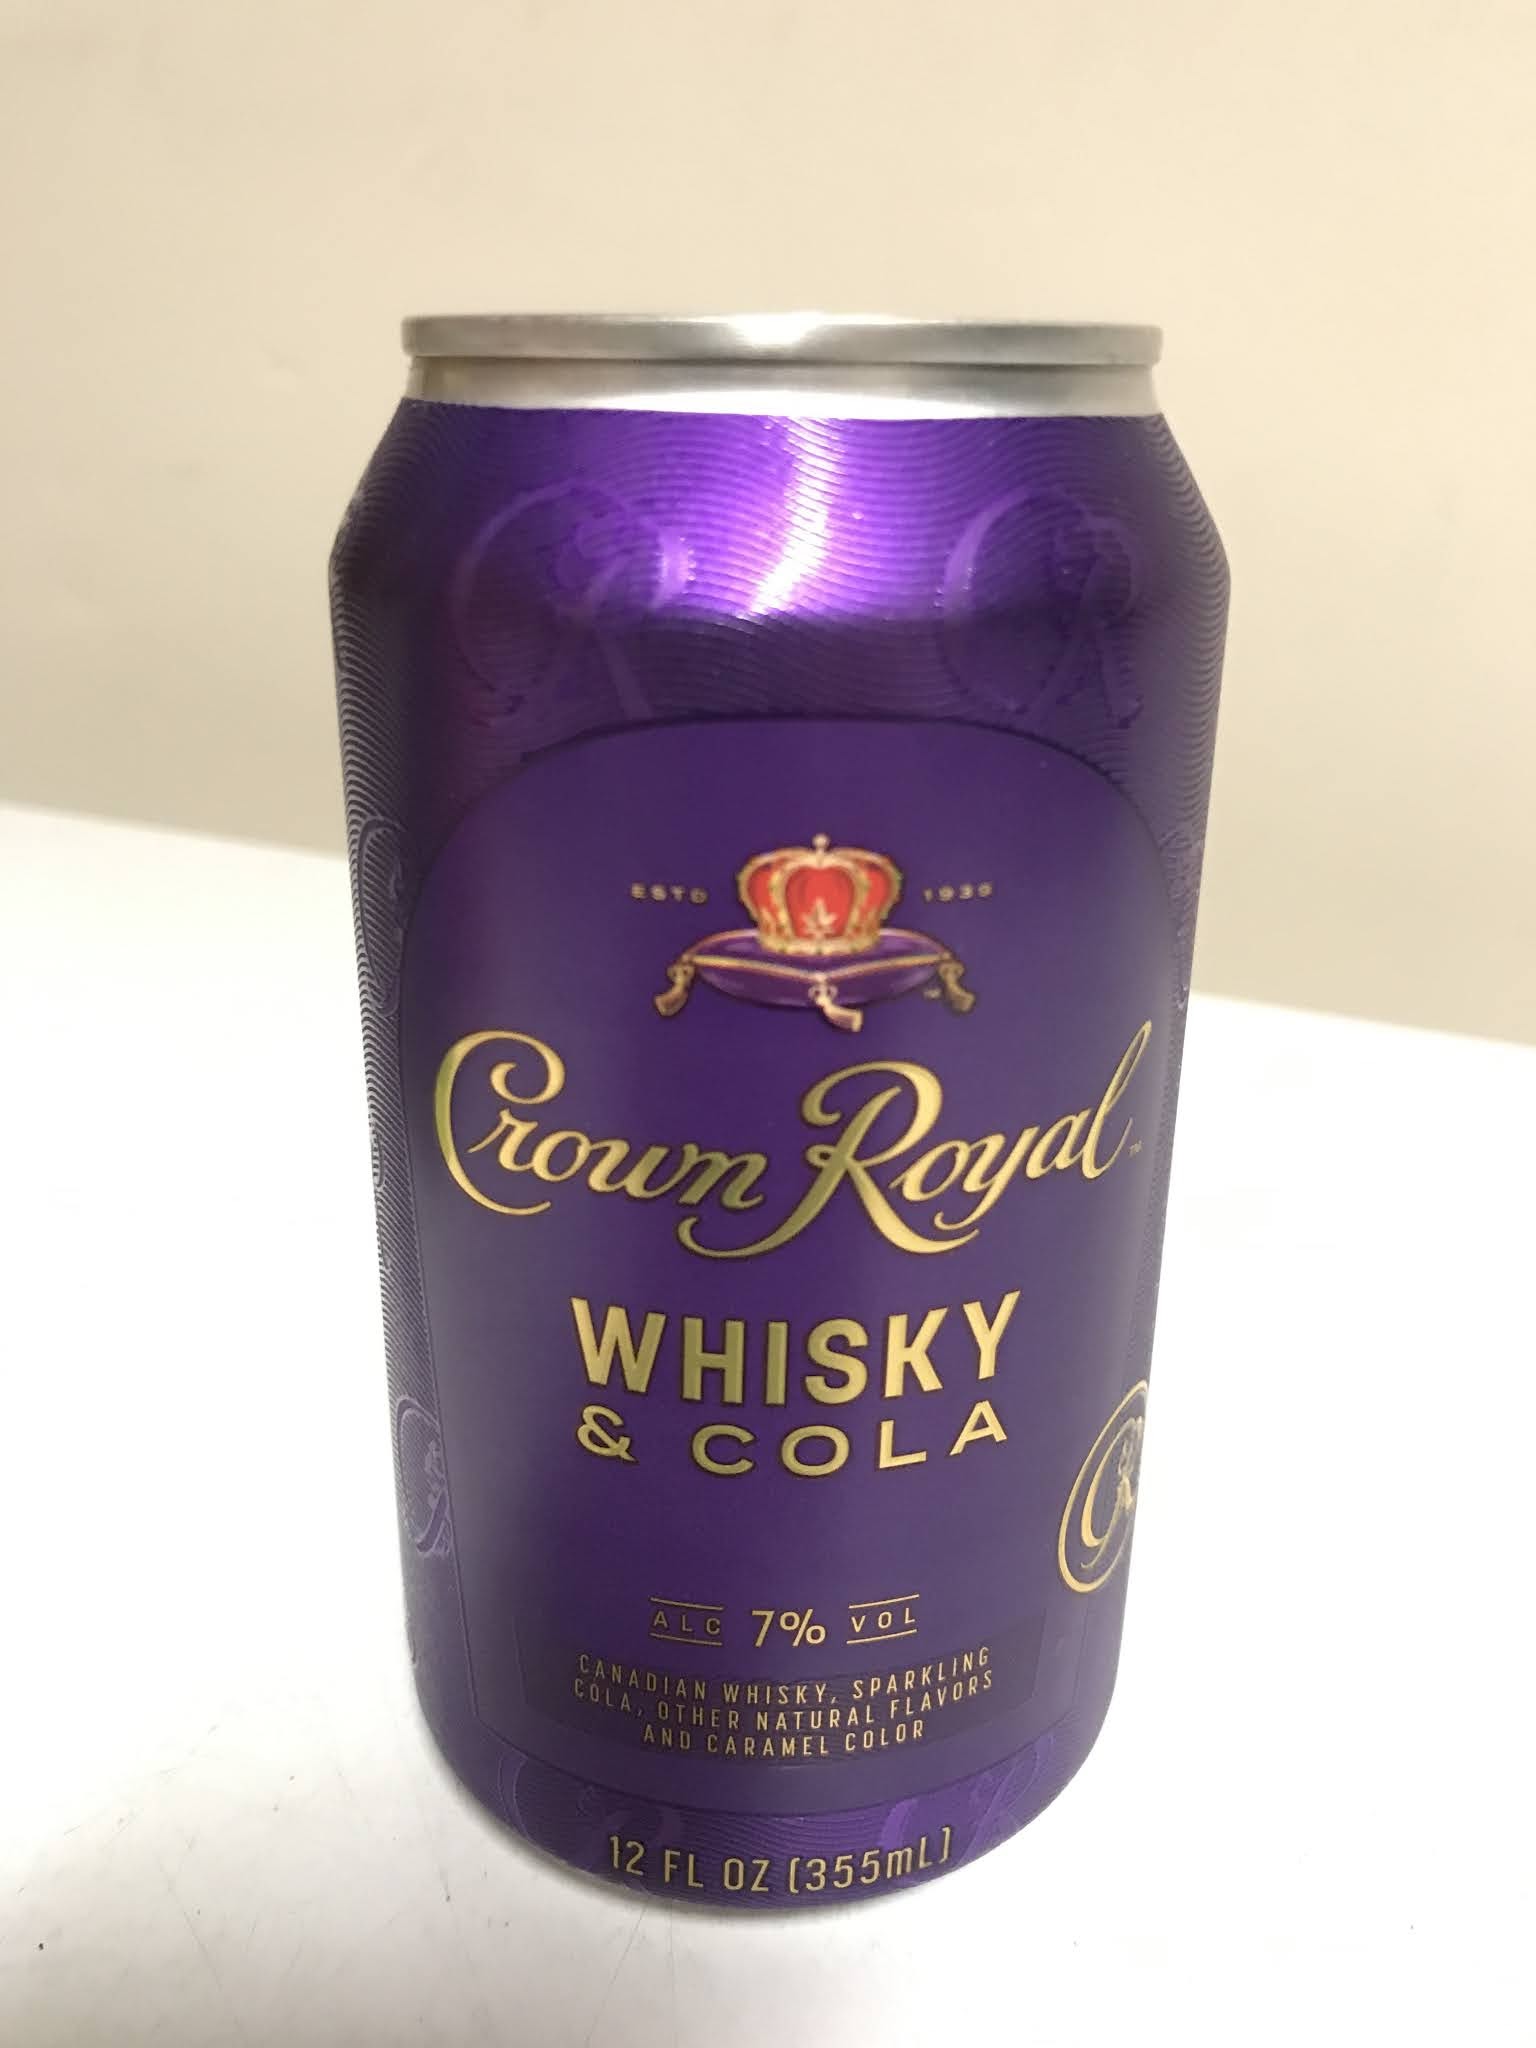 ESTD 1939
Crown Royal™
WHISKY
& COLA
ALC 7% VOL
CANADIAN WHISKY, SPARKLING
COLA, OTHER NATURAL FLAVORS
AND CARAMEL COLOR
12 FL OZ (355mL)